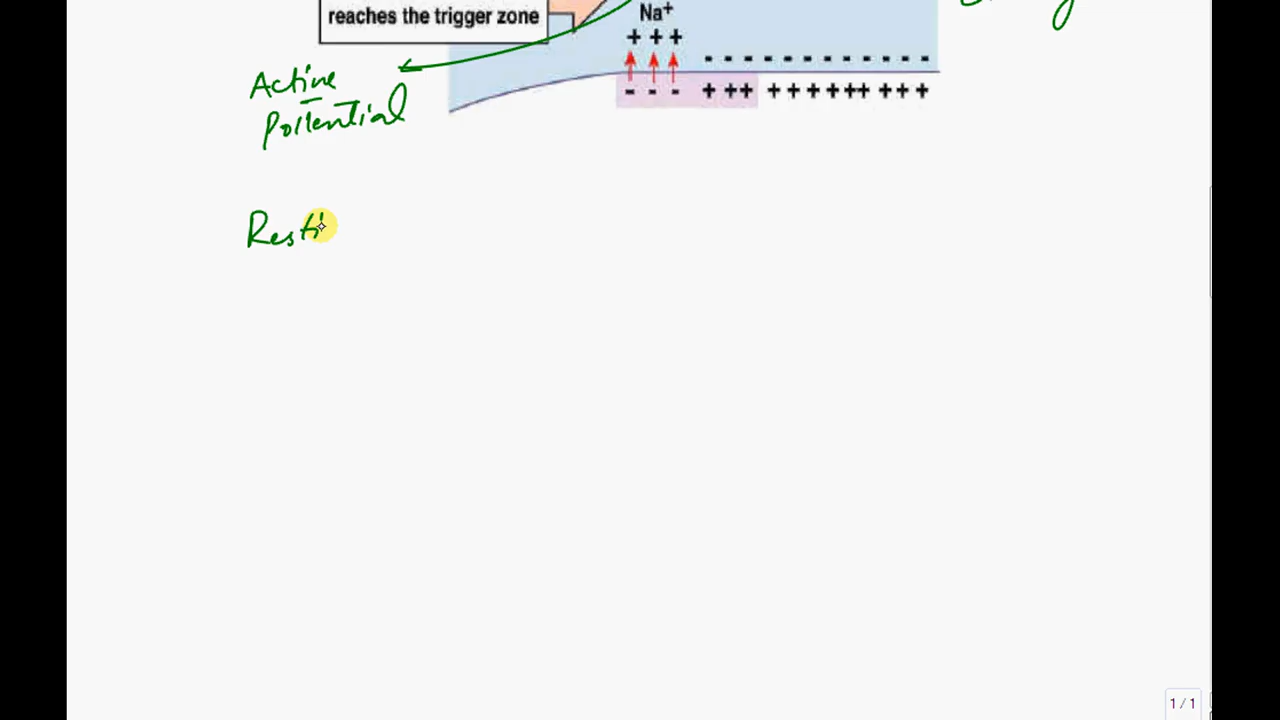 reaches the trigger zone
Na+
+ + +
- - - - - - - - - - - -
- - - + ++ + + + + ++ + + +
Active
Potential
Resti
1 / 1